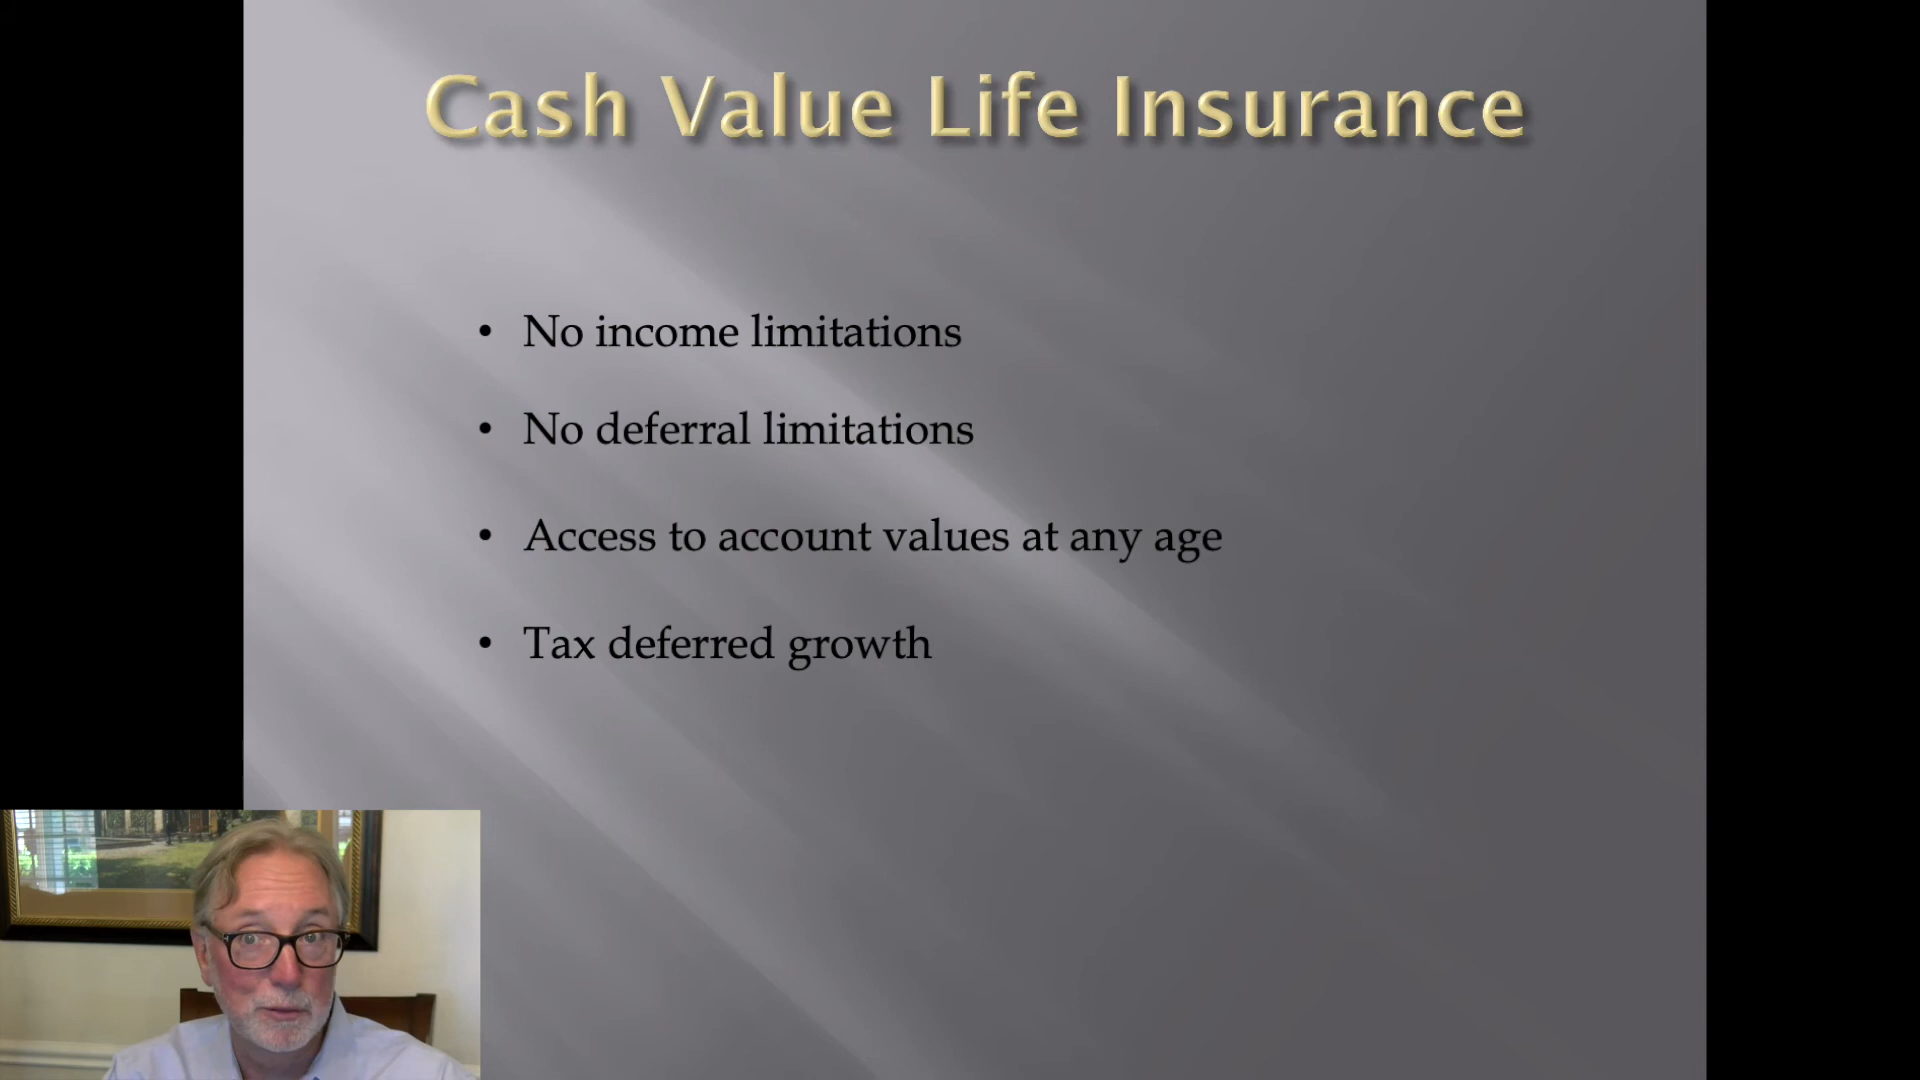 Cash Value Life Insurance
• No income limitations
• No deferral limitations
• Access to account values at any age
• Tax deferred growth